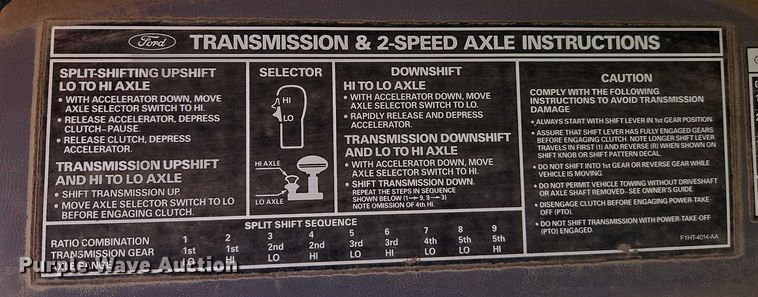 Ford TRANSMISSION & 2-SPEED AXLE INSTRUCTIONS
SPLIT-SHIFTING UPSHIFT
LO TO HI AXLE
• WITH ACCELERATOR DOWN, MOVE
AXLE SELECTOR SWITCH TO HI.
• RELEASE ACCELERATOR, DEPRESS
CLUTCH–PAUSE.
• RELEASE CLUTCH, DEPRESS
ACCELERATOR.
TRANSMISSION UPSHIFT
AND HI TO LO AXLE
• SHIFT TRANSMISSION UP.
• MOVE AXLE SELECTOR SWITCH TO LO
BEFORE ENGAGING CLUTCH.
SELECTOR
HI
LO
HI AXLE
LO AXLE
DOWNSHIFT
HI TO LO AXLE
• WITH ACCELERATOR DOWN, MOVE
AXLE SELECTOR SWITCH TO LO.
• RAPIDLY RELEASE AND DEPRESS
ACCELERATOR.
TRANSMISSION DOWNSHIFT
AND LO TO HI AXLE
• WITH ACCELERATOR DOWN, MOVE
AXLE SELECTOR SWITCH TO HI.
• SHIFT TRANSMISSION DOWN.
REPEAT THE STEPS IN SEQUENCE
SHOWN BELOW (1→9, 9→3)
NOTE OMISSION OF 4th HI.
CAUTION
COMPLY WITH THE FOLLOWING
INSTRUCTIONS TO AVOID TRANSMISSION
DAMAGE
• ALWAYS START WITH SHIFT LEVER IN 1st GEAR POSITION.
• ASSURE THAT SHIFT LEVER HAS FULLY ENGAGED GEARS
BEFORE ENGAGING CLUTCH. NOTE LONGER SHIFT LEVER
TRAVELS IN FIRST (1) AND REVERSE (R) WHEN SHOWN ON
SHIFT KNOB OR SHIFT PATTERN DECAL.
• DO NOT SHIFT INTO 1st GEAR OR REVERSE GEAR WHILE
VEHICLE IS MOVING.
• DO NOT PERMIT VEHICLE TOWING WITHOUT DRIVESHAFT
OR AXLE SHAFT REMOVED- SEE OWNER'S GUIDE.
• DISENGAGE CLUTCH BEFORE ENGAGING POWER-TAKE-
OFF (PTO).
• DO NOT SHIFT TRANSMISSION WITH POWER-TAKE-OFF
(PTO) ENGAGED.
F1HT-4014-AA
SPLIT SHIFT SEQUENCE
RATIO COMBINATION 1 2 3 4 5 6 7 8 9
TRANSMISSION GEAR 1st 1st 2nd 2nd 3rd 3rd 4th 5th 5th
AXLE RANGE LO HI LO HI LO HI LO LO HI
Purple Wave Auction